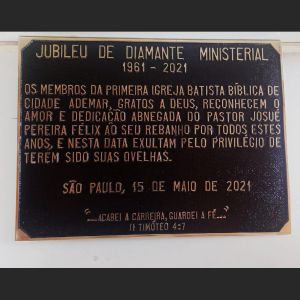 JUBILEU DE DIAMANTE MINISTERIAL
1961 - 2021
OS MEMBROS DA PRIMEIRA IGREJA BATISTA BÍBLICA DE
CIDADE ADEMAR, GRATOS A DEUS, RECONHECEM O
AMOR E DEDICAÇÃO ABNEGADA DO PASTOR JOSUÉ
PEREIRA FÉLIX AO SEU REBANHO POR TODOS ESTES
ANOS, E NESTA DATA EXULTAM PELO PRIVILÉGIO DE
TEREM SIDO SUAS OVELHAS.
SÃO PAULO, 15 DE MAIO DE 2021
"...ACABEI A CARREIRA, GUARDEI A FÉ..."
II TIMÓTEO 4:7